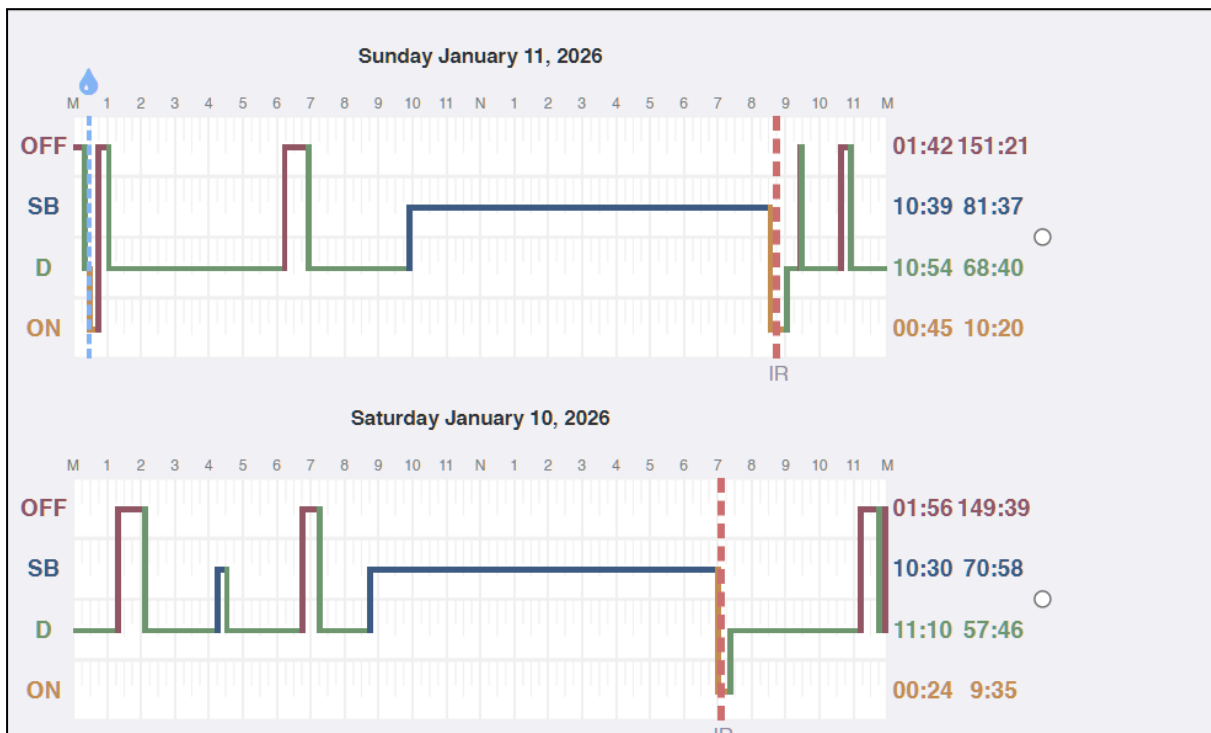 Sunday January 11, 2026
M 1 2 3 4 5 6 7 8 9 10 11 N 1 2 3 4 5 6 7 8 9 10 11 M
OFF 01:42 151:21
SB 10:39 81:37
D 10:54 68:40
ON 00:45 10:20
IR
Saturday January 10, 2026
M 1 2 3 4 5 6 7 8 9 10 11 N 1 2 3 4 5 6 7 8 9 10 11 M
OFF 01:56 149:39
SB 10:30 70:58
D 11:10 57:46
ON 00:24 9:35
IR